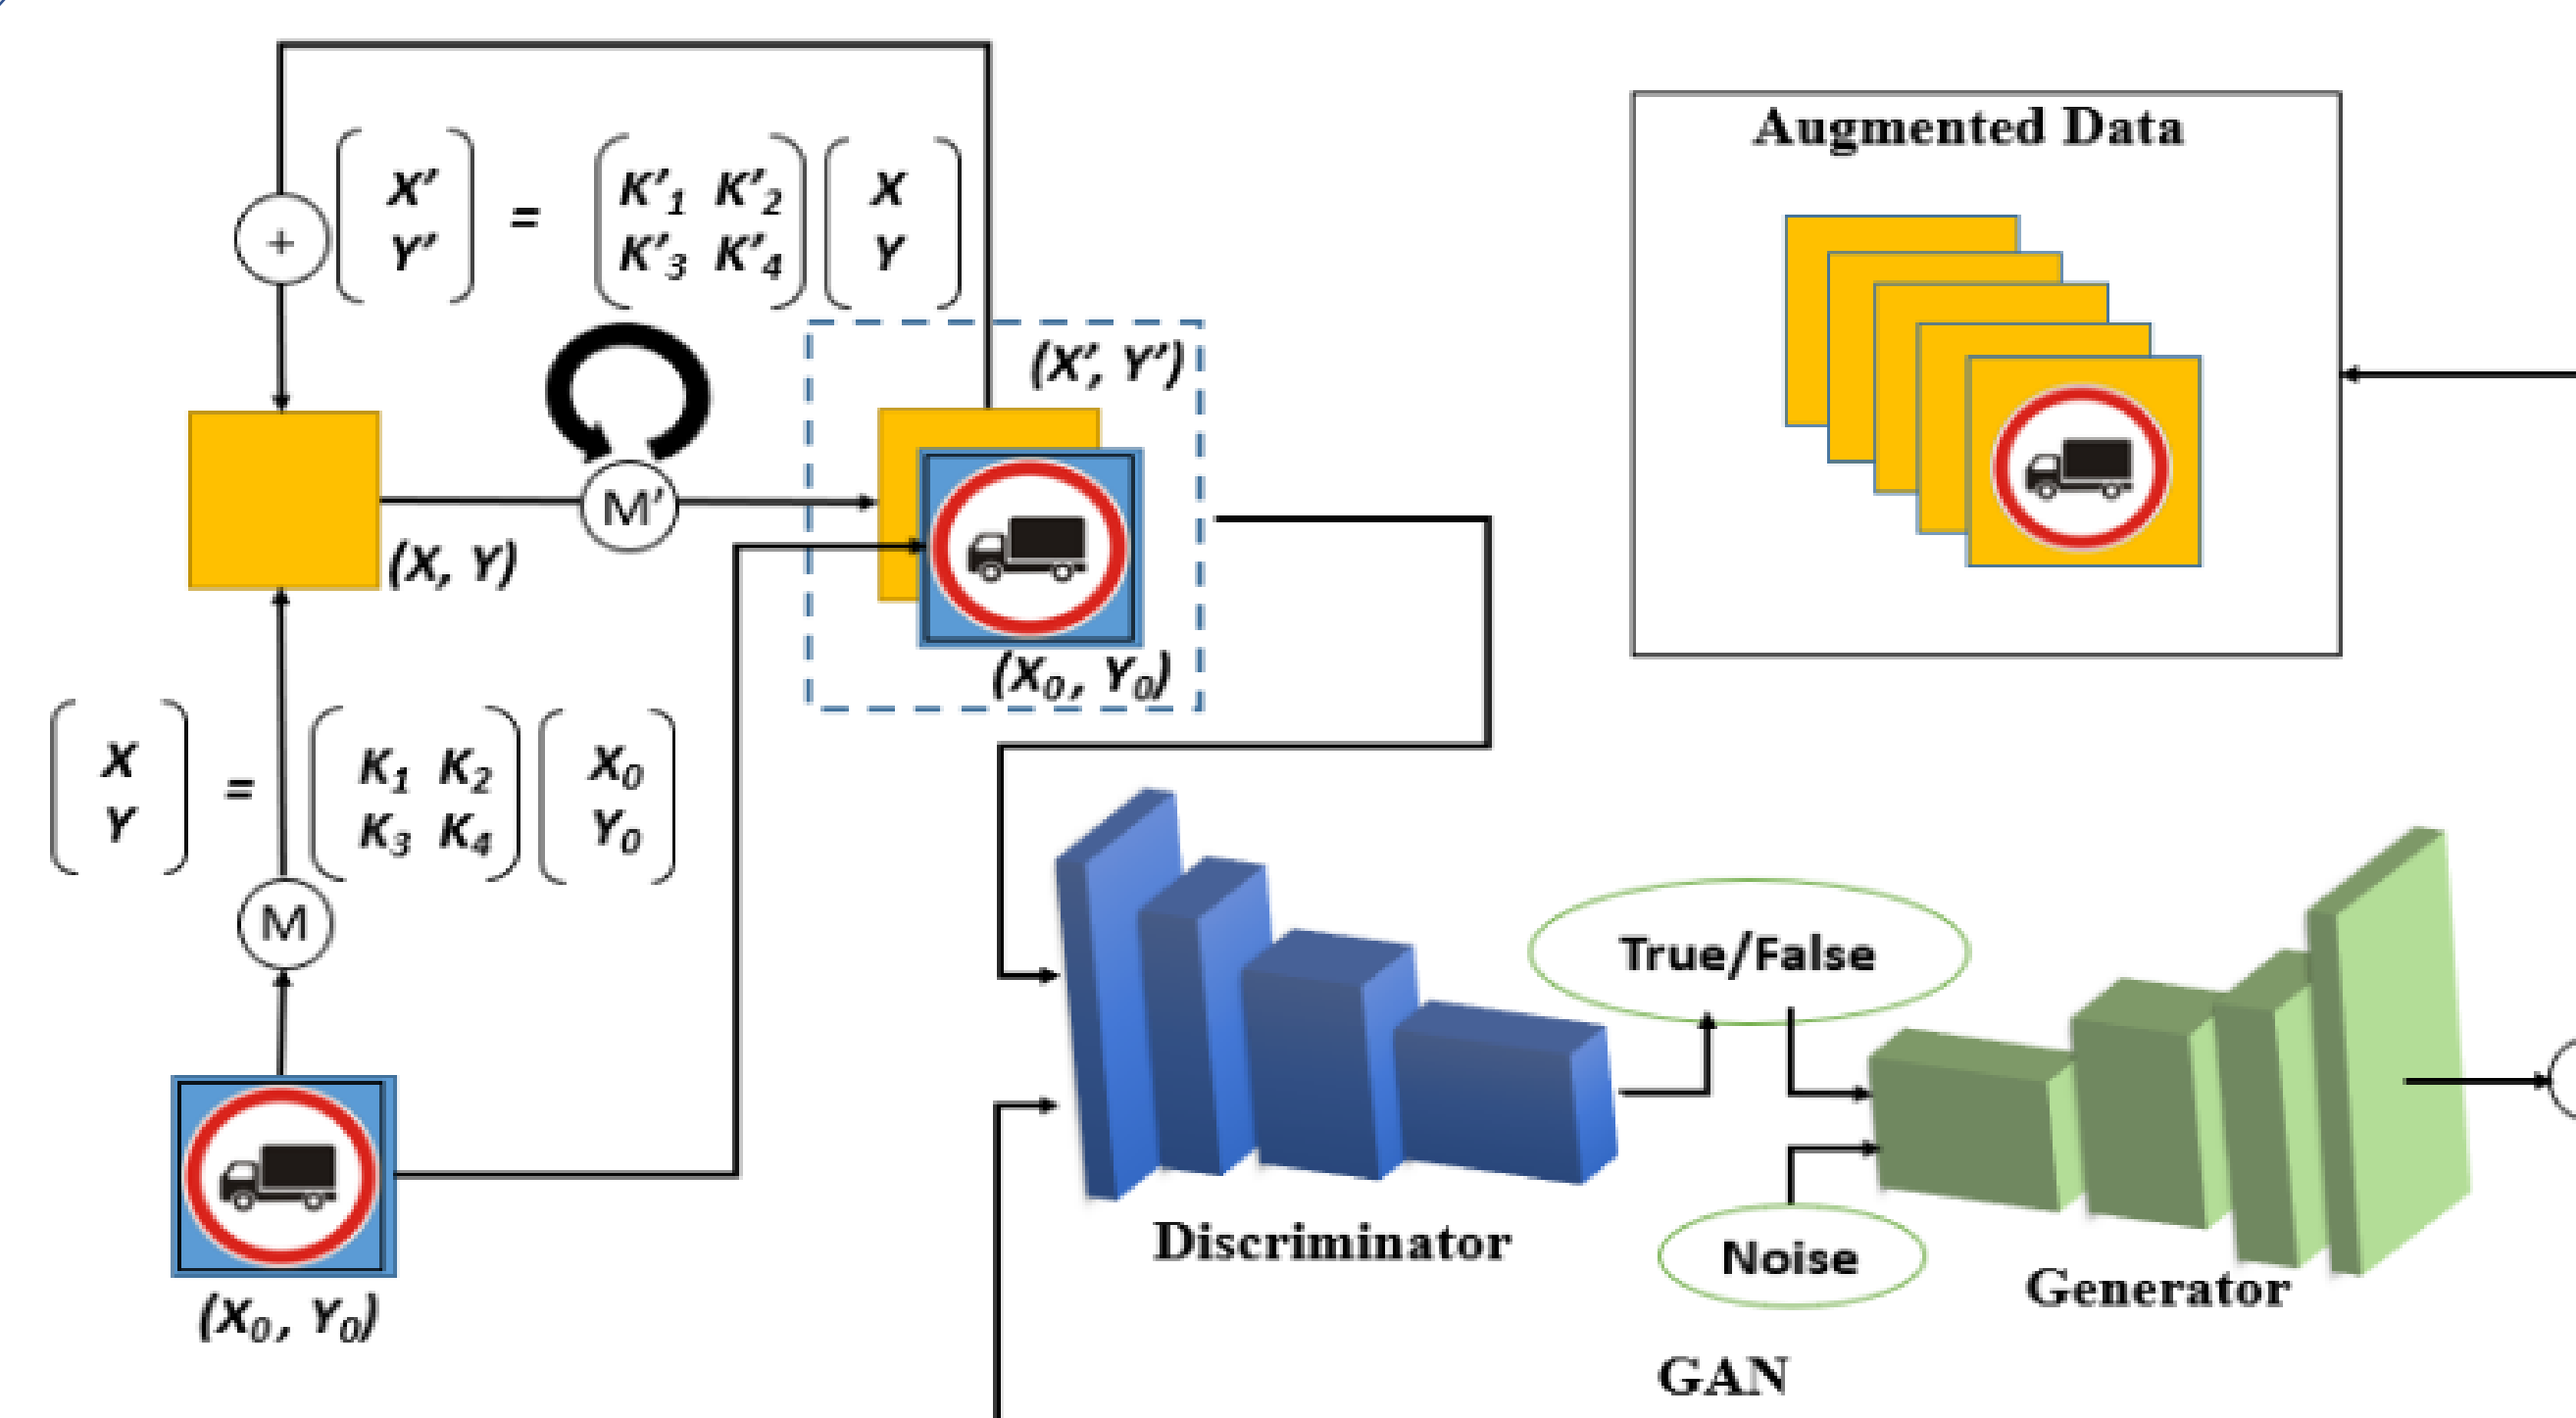 Augmented Data
+
X′ = K′₁ K′₂ X
Y′ K′₃ K′₄ Y
(X′, Y′)
M′
(X, Y)
(X₀, Y₀)
X = K₁ K₂ X₀
Y K₃ K₄ Y₀
M
True/False
Noise
(X₀, Y₀)
Discriminator
Generator
GAN